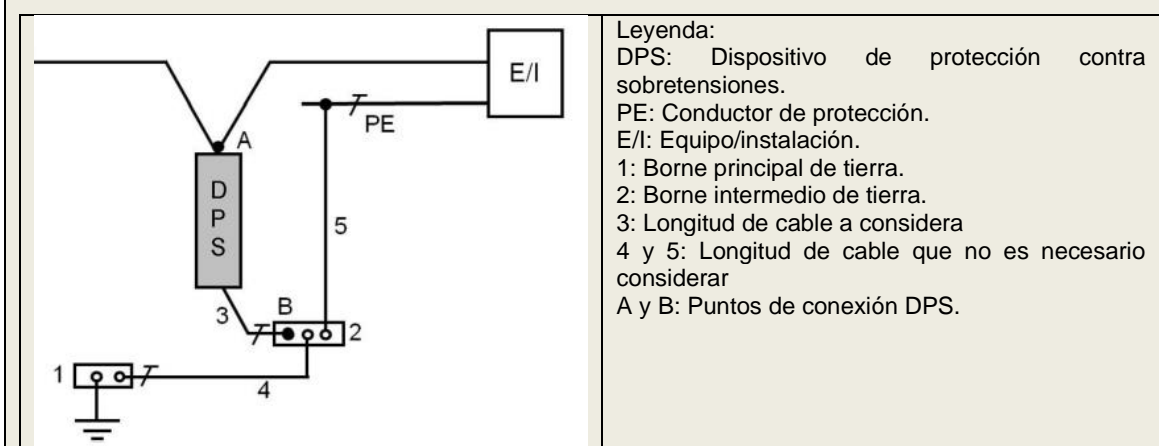 E/I
A
PE
D
P
S
5
3
B
2
1
4
Leyenda:
DPS: Dispositivo de protección contra
sobretensiones.
PE: Conductor de protección.
E/I: Equipo/instalación.
1: Borne principal de tierra.
2: Borne intermedio de tierra.
3: Longitud de cable a considera
4 y 5: Longitud de cable que no es necesario
considerar
A y B: Puntos de conexión DPS.